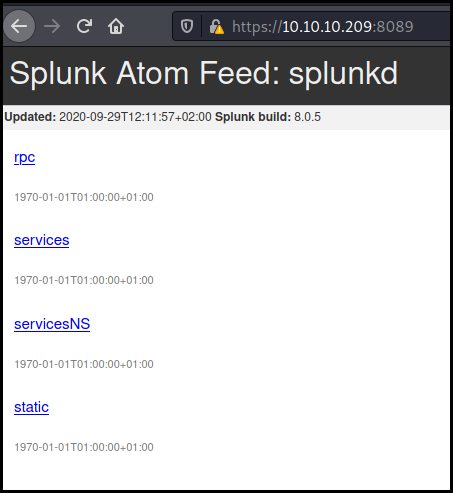 https://10.10.10.209:8089
Splunk Atom Feed: splunkd
Updated: 2020-09-29T12:11:57+02:00 Splunk build: 8.0.5
rpc
1970-01-01T01:00:00+01:00
services
1970-01-01T01:00:00+01:00
servicesNS
1970-01-01T01:00:00+01:00
static
1970-01-01T01:00:00+01:00